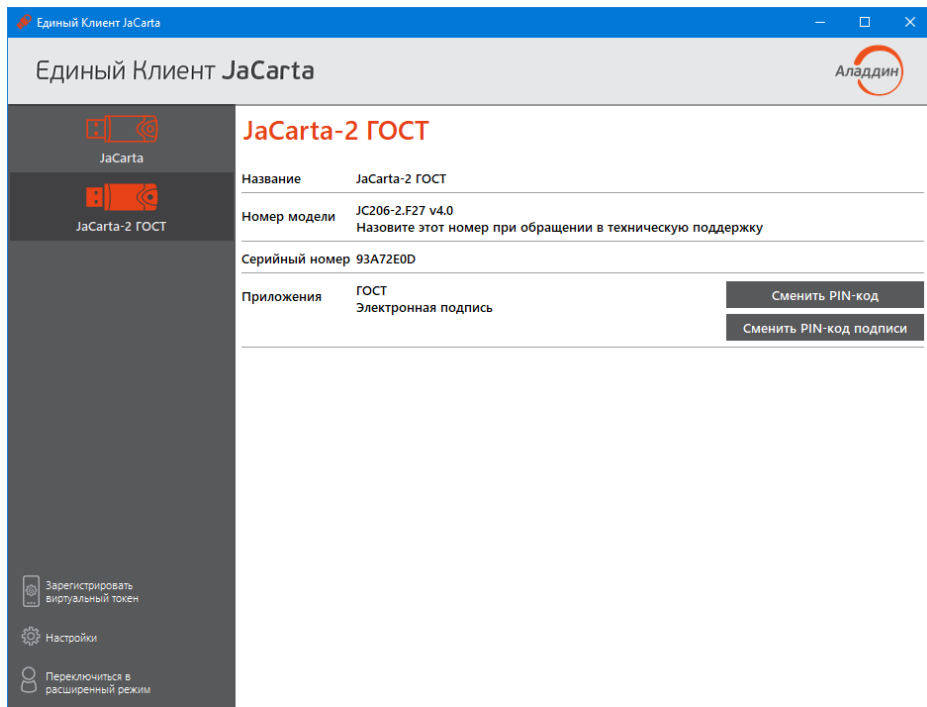 Единый Клиент JaCarta
Единый Клиент JaCarta
Аладдин
JaCarta
JaCarta-2 ГОСТ
JaCarta-2 ГОСТ
Название JaCarta-2 ГОСТ
Номер модели JC206-2.F27 v4.0
Назовите этот номер при обращении в техническую поддержку
Серийный номер 93A72E0D
Приложения ГОСТ
Электронная подпись
Сменить PIN-код
Сменить PIN-код подписи
Зарегистрировать
виртуальный токен
Настройки
Переключиться в
расширенный режим